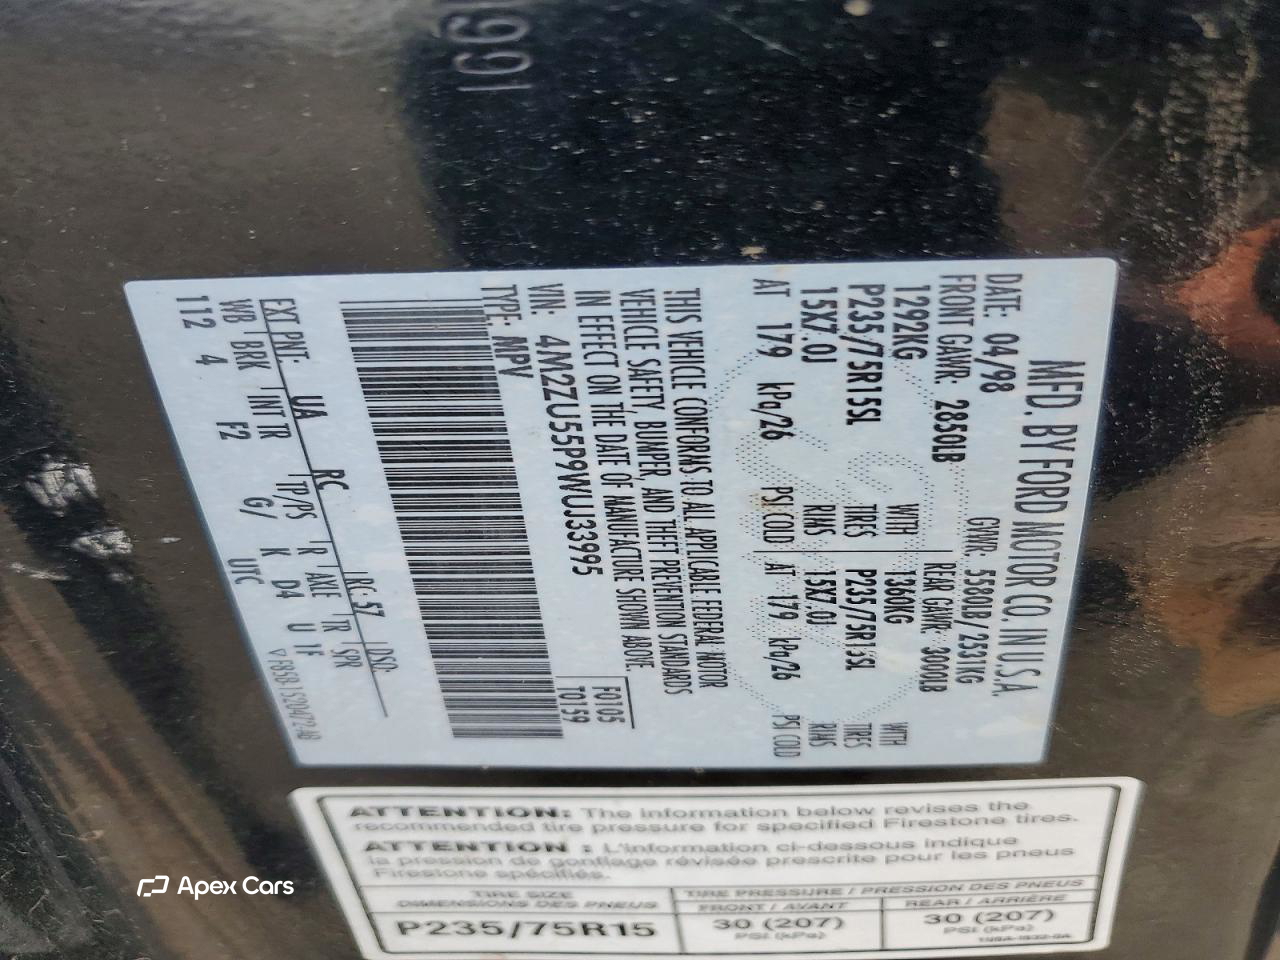 1991
MFD. BY FORD MOTOR CO. IN U.S.A.
DATE: 04/98 GVWR: 5580LB/ 2531KG
FRONT GAWR: 2850LB REAR GAWR: 3000LB
1292KG WITH 1360KG WITH
P235/75R15SL TIRES P235/75R15SL TIRES
15X7.0J RIMS 15X7.0J RIMS
AT 179 kPa/26 PSI COLD AT 179 kPa/26 PSI COLD
THIS VEHICLE CONFORMS TO ALL APPLICABLE FEDERAL MOTOR
VEHICLE SAFETY, BUMPER, AND THEFT PREVENTION STANDARDS
IN EFFECT ON THE DATE OF MANUFACTURE SHOWN ABOVE.
VIN: 4M2ZU55P9WUJ33995 F0105
TYPE: MPV T0159
EXT PNT: UA RC: 57 DSO:
WB BRK INT TR TP/PS R AXLE TR SPR
112 4 F2 G/ K D4 U 1F
UTC
ATTENTION: The information below revises the
recommended tire pressure for specified Firestone tires.
ATTENTION : L'information ci-dessous indique
la pression de gonflage révisée prescrite pour les pneus
Firestone spécifiés.
TIRE SIZE TIRE PRESSURE / PRESSION DES PNEUS
DIMENSIONS DES PNEUS FRONT / AVANT REAR / ARRIÈRE
P235/75R15 30 (207) 30 (207)
PSI (kPa) PSI (kPa)
Apex Cars